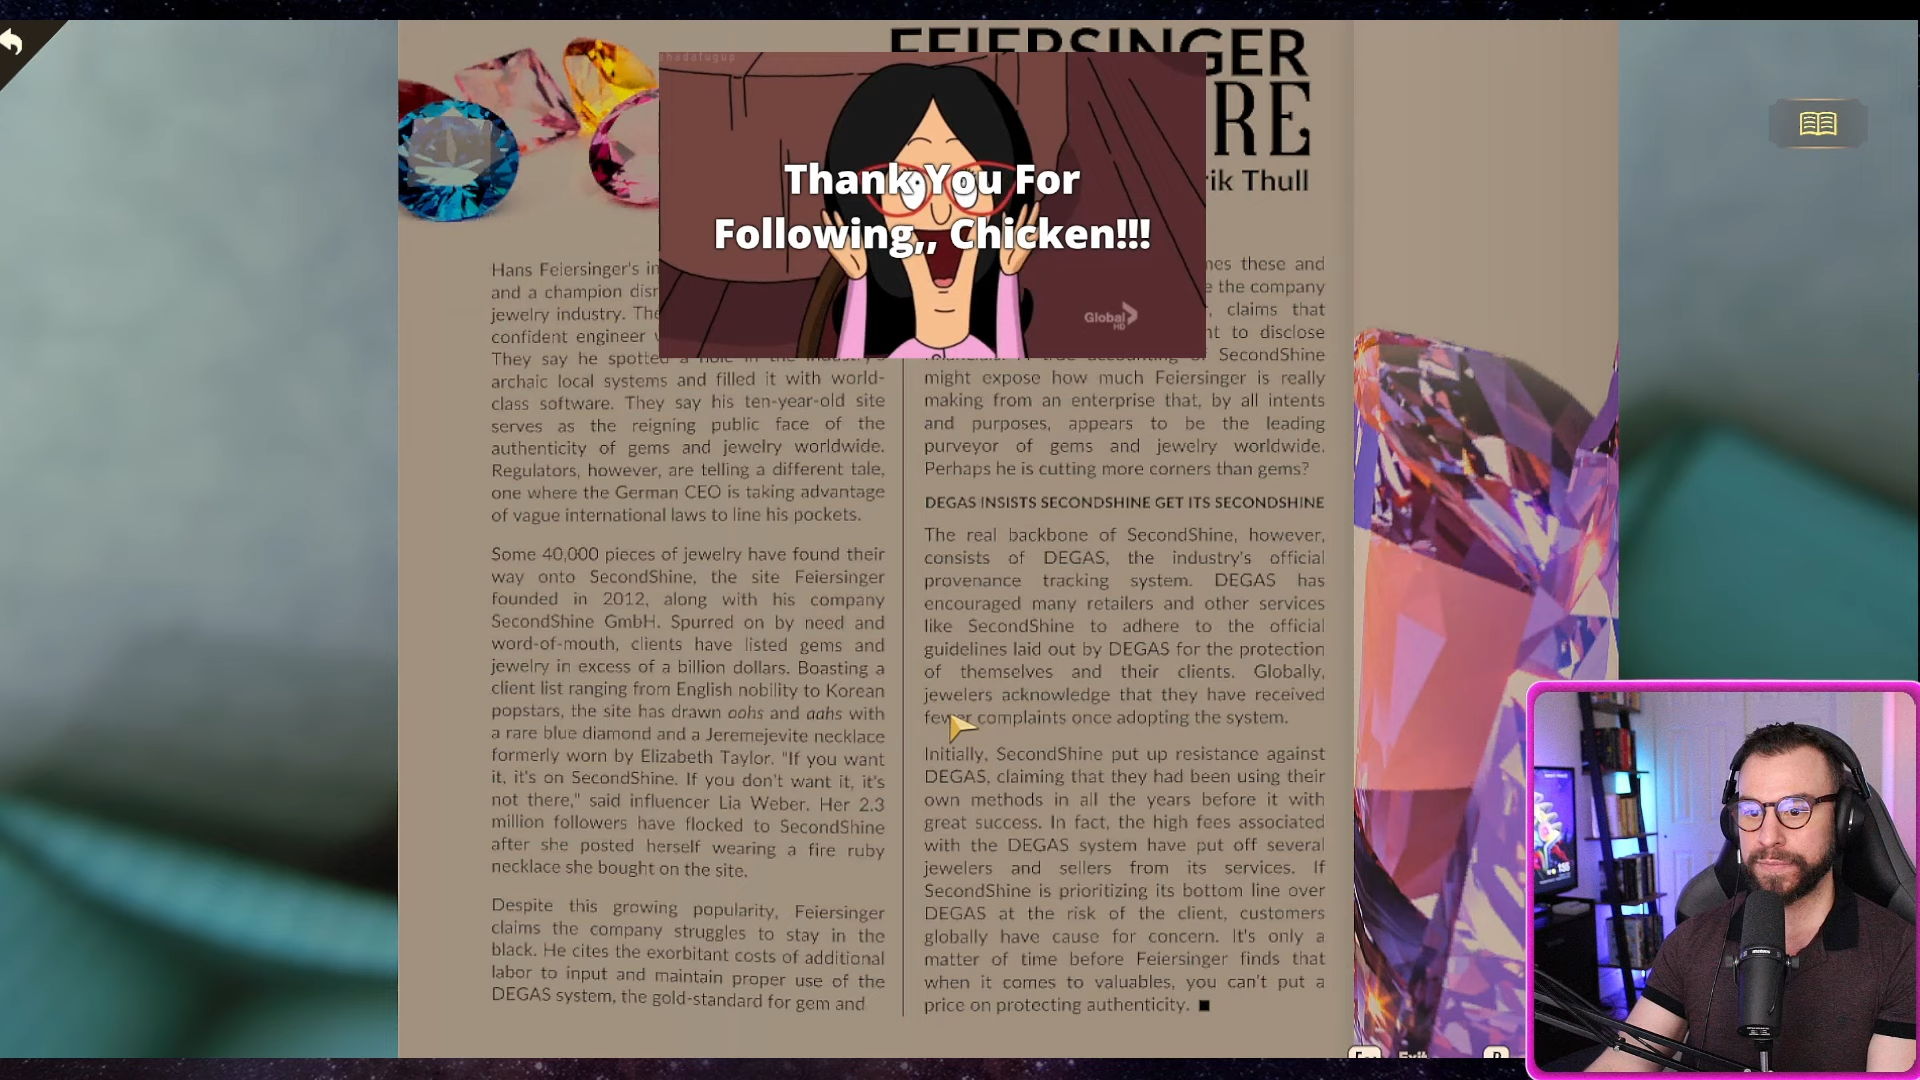 FEIERSINGER
RE
rik Thull
Thank You For
Following,, Chicken!!!
Global
HD
Hans Feiersinger's
and a champion
jewelry industry.
confident engineer
They say he spotted a hole in the industry's
archaic local systems and filled it with world-
class software. They say his ten-year-old site
serves as the reigning public face of the
authenticity of gems and jewelry worldwide.
Regulators, however, are telling a different tale,
one where the German CEO is taking advantage
of vague international laws to line his pockets.
Some 40,000 pieces of jewelry have found their
way onto SecondShine, the site Feiersinger
founded in 2012, along with his company
SecondShine GmbH. Spurred on by need and
word-of-mouth, clients have listed gems and
jewelry in excess of a billion dollars. Boasting a
client list ranging from English nobility to Korean
popstars, the site has drawn oohs and aahs with
a rare blue diamond and a Jeremejevite necklace
formerly worn by Elizabeth Taylor. "If you want
it, it's on SecondShine. If you don't want it, it's
not there," said influencer Lia Weber. Her 2.3
million followers have flocked to SecondShine
after she posted herself wearing a fire ruby
necklace she bought on the site.
Despite this growing popularity, Feiersinger
claims the company struggles to stay in the
black. He cites the exorbitant costs of additional
labor to input and maintain proper use of the
DEGAS system, the gold-standard for gem and
these and
the company
, claims that
to disclose
SecondShine
might expose how much Feiersinger is really
making from an enterprise that, by all intents
and purposes, appears to be the leading
purveyor of gems and jewelry worldwide.
Perhaps he is cutting more corners than gems?
DEGAS INSISTS SECONDSHINE GET ITS SECONDSHINE
The real backbone of SecondShine, however,
consists of DEGAS, the industry's official
provenance tracking system. DEGAS has
encouraged many retailers and other services
like SecondShine to adhere to the official
guidelines laid out by DEGAS for the protection
of themselves and their clients. Globally,
jewelers acknowledge that they have received
fewer complaints once adopting the system.
Initially, SecondShine put up resistance against
DEGAS, claiming that they had been using their
own methods in all the years before it with
great success. In fact, the high fees associated
with the DEGAS system have put off several
jewelers and sellers from its services. If
SecondShine is prioritizing its bottom line over
DEGAS at the risk of the client, customers
globally have cause for concern. It's only a
matter of time before Feiersinger finds that
when it comes to valuables, you can't put a
price on protecting authenticity. ■